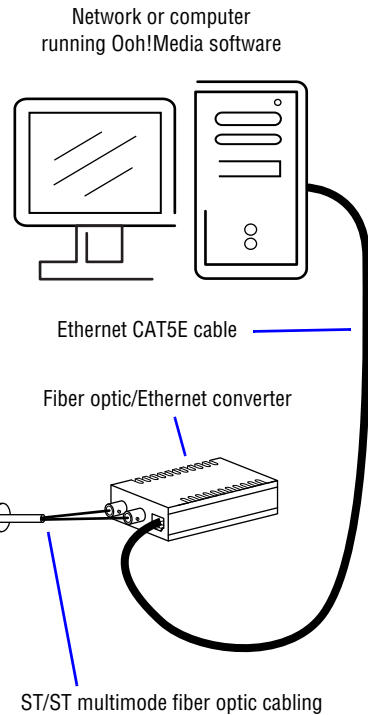 Network or computer
running Ooh!Media software
Ethernet CAT5E cable
Fiber optic/Ethernet converter
ST/ST multimode fiber optic cabling